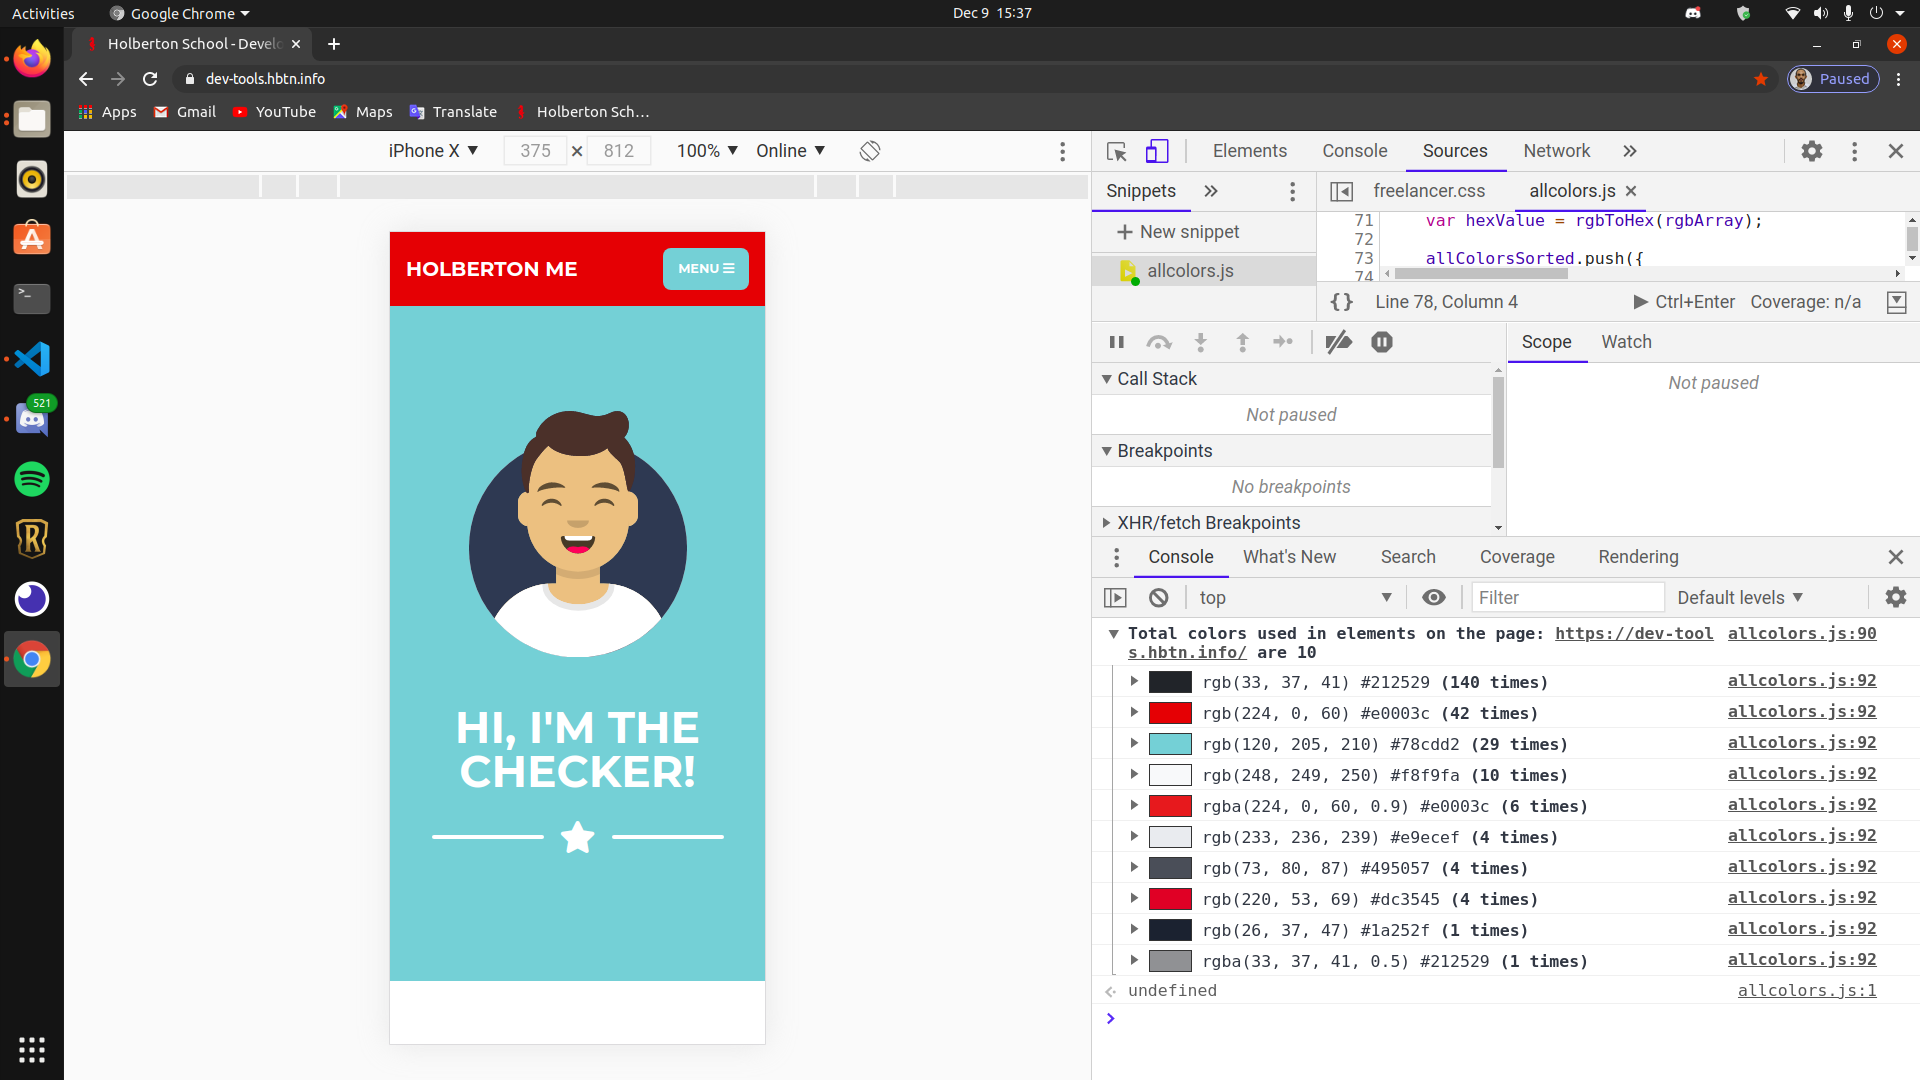 Activities
Google Chrome
Dec 9 15:37
Holberton School - Develo
dev-tools.hbtn.info
Paused
Apps
Gmail
YouTube
Maps
Translate
Holberton Sch...
iPhone X
375 × 812
100%
Online
Elements
Console
Sources
Network
Snippets
freelancer.css
allcolors.js
New snippet
allcolors.js
71 var hexValue = rgbToHex(rgbArray);
72
73 allColorsSorted.push({
74
{} Line 78, Column 4
Ctrl+Enter
Coverage: n/a
Scope
Watch
Not paused
Call Stack
Not paused
Breakpoints
No breakpoints
XHR/fetch Breakpoints
Console
What's New
Search
Coverage
Rendering
top
Filter
Default levels
Total colors used in elements on the page: https://dev-tool allcolors.js:90
s.hbtn.info/ are 10
rgb(33, 37, 41) #212529 (140 times) allcolors.js:92
rgb(224, 0, 60) #e0003c (42 times) allcolors.js:92
rgb(120, 205, 210) #78cdd2 (29 times) allcolors.js:92
rgb(248, 249, 250) #f8f9fa (10 times) allcolors.js:92
rgba(224, 0, 60, 0.9) #e0003c (6 times) allcolors.js:92
rgb(233, 236, 239) #e9ecef (4 times) allcolors.js:92
rgb(73, 80, 87) #495057 (4 times) allcolors.js:92
rgb(220, 53, 69) #dc3545 (4 times) allcolors.js:92
rgb(26, 37, 47) #1a252f (1 times) allcolors.js:92
rgba(33, 37, 41, 0.5) #212529 (1 times) allcolors.js:92
undefined allcolors.js:1
HOLBERTON ME
MENU
HI, I'M THE
CHECKER!
521